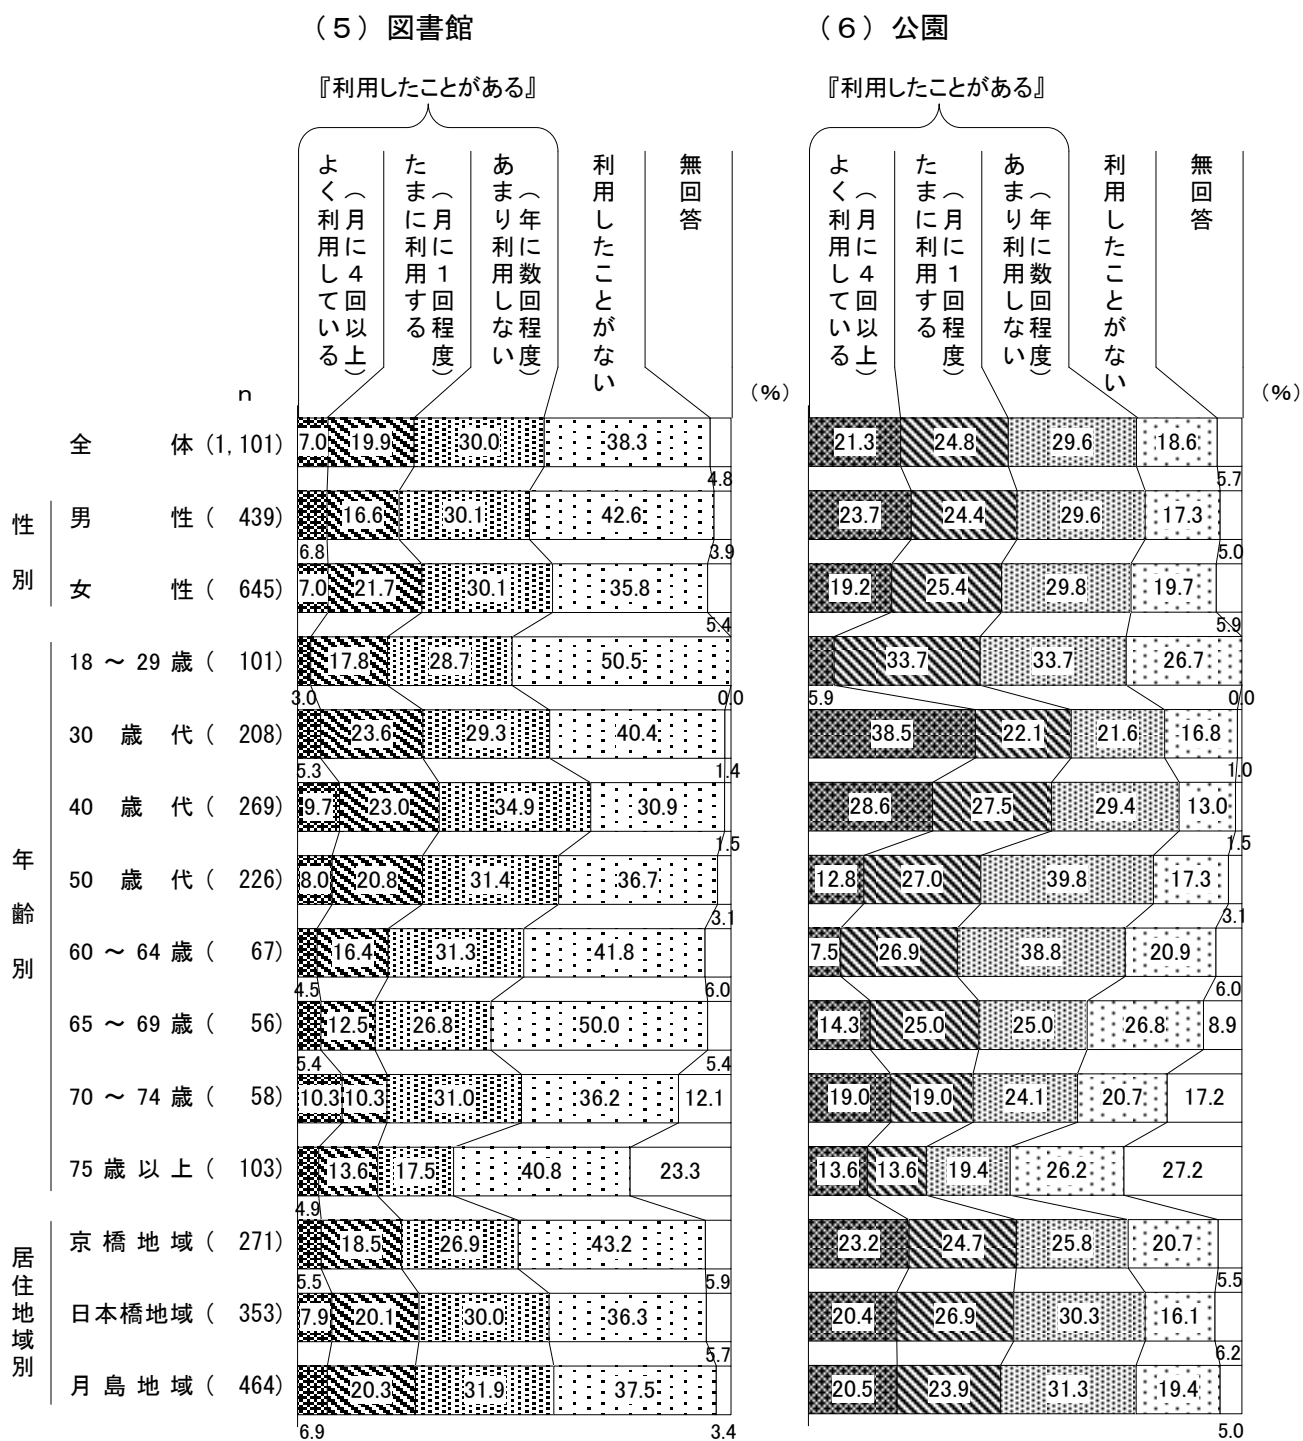 （５）図書館
（６）公園
『利用したことがある』
『利用したことがある』
よく利用している
（月に４回以上）
たまに利用する
（月に１回程度）
あまり利用しない
（年に数回程度）
利用したことがない
無回答
よく利用している
（月に４回以上）
たまに利用する
（月に１回程度）
あまり利用しない
（年に数回程度）
利用したことがない
無回答
n
(%)
(%)
全体(1,101) 7.0 19.9 30.0 38.3 4.8 21.3 24.8 29.6 18.6 5.7
性別
男性( 439) 6.8 16.6 30.1 42.6 3.9 23.7 24.4 29.6 17.3 5.0
女性( 645) 7.0 21.7 30.1 35.8 5.4 19.2 25.4 29.8 19.7 5.9
年齢別
18～29歳( 101) 3.0 17.8 28.7 50.5 0.0 5.9 33.7 33.7 26.7 0.0
30歳代( 208) 5.3 23.6 29.3 40.4 1.4 38.5 22.1 21.6 16.8 1.0
40歳代( 269) 9.7 23.0 34.9 30.9 1.5 28.6 27.5 29.4 13.0 1.5
50歳代( 226) 8.0 20.8 31.4 36.7 3.1 12.8 27.0 39.8 17.3 3.1
60～64歳( 67) 4.5 16.4 31.3 41.8 6.0 7.5 26.9 38.8 20.9 6.0
65～69歳( 56) 5.4 12.5 26.8 50.0 5.4 14.3 25.0 25.0 26.8 8.9
70～74歳( 58) 10.3 10.3 31.0 36.2 12.1 19.0 19.0 24.1 20.7 17.2
75歳以上( 103) 4.9 13.6 17.5 40.8 23.3 13.6 13.6 19.4 26.2 27.2
居住地域別
京橋地域( 271) 5.5 18.5 26.9 43.2 5.9 23.2 24.7 25.8 20.7 5.5
日本橋地域( 353) 7.9 20.1 30.0 36.3 5.7 20.4 26.9 30.3 16.1 6.2
月島地域( 464) 6.9 20.3 31.9 37.5 3.4 20.5 23.9 31.3 19.4 5.0